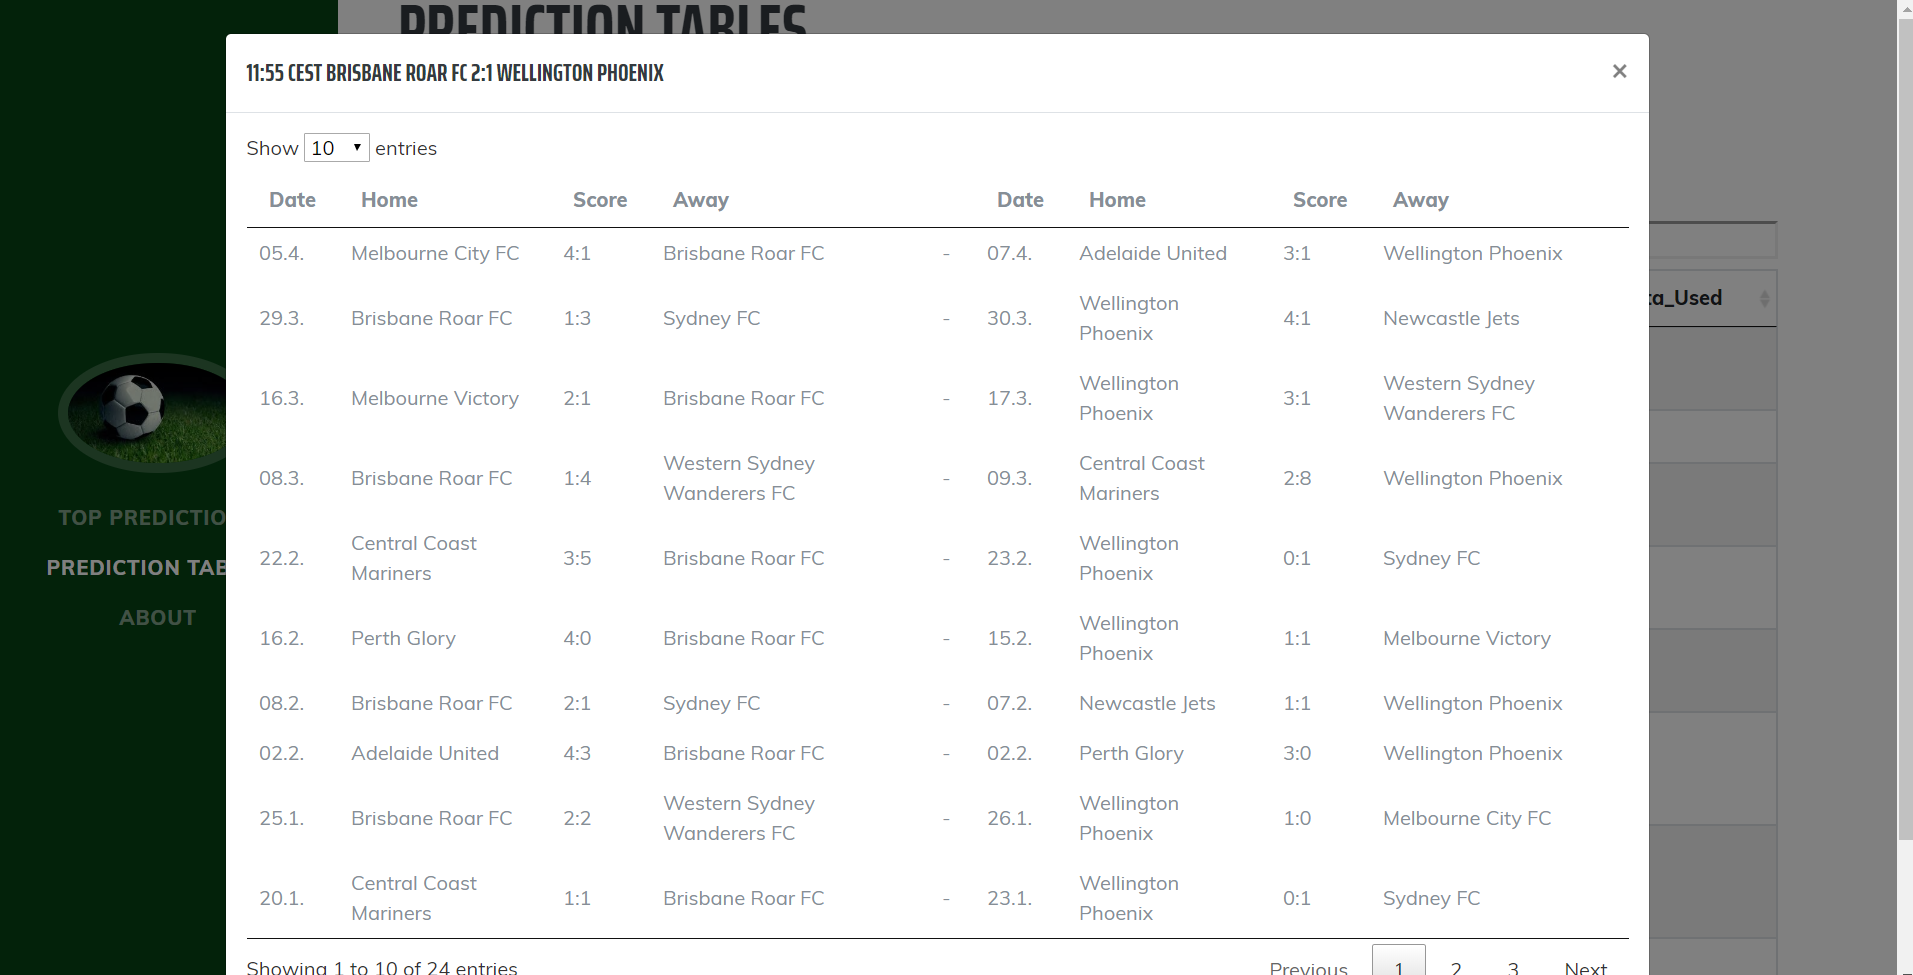 PREDICTION TABLES
11:55 CEST BRISBANE ROAR FC 2:1 WELLINGTON PHOENIX ×
Show 10 entries
Date Home Score Away Date Home Score Away
05.4. Melbourne City FC 4:1 Brisbane Roar FC - 07.4. Adelaide United 3:1 Wellington Phoenix
29.3. Brisbane Roar FC 1:3 Sydney FC - 30.3. Wellington Phoenix 4:1 Newcastle Jets
16.3. Melbourne Victory 2:1 Brisbane Roar FC - 17.3. Wellington Phoenix 3:1 Western Sydney Wanderers FC
08.3. Brisbane Roar FC 1:4 Western Sydney Wanderers FC - 09.3. Central Coast Mariners 2:8 Wellington Phoenix
22.2. Central Coast Mariners 3:5 Brisbane Roar FC - 23.2. Wellington Phoenix 0:1 Sydney FC
16.2. Perth Glory 4:0 Brisbane Roar FC - 15.2. Wellington Phoenix 1:1 Melbourne Victory
08.2. Brisbane Roar FC 2:1 Sydney FC - 07.2. Newcastle Jets 1:1 Wellington Phoenix
02.2. Adelaide United 4:3 Brisbane Roar FC - 02.2. Perth Glory 3:0 Wellington Phoenix
25.1. Brisbane Roar FC 2:2 Western Sydney Wanderers FC - 26.1. Wellington Phoenix 1:0 Melbourne City FC
20.1. Central Coast Mariners 1:1 Brisbane Roar FC - 23.1. Wellington Phoenix 0:1 Sydney FC
Showing 1 to 10 of 24 entries Previous 1 2 3 Next
ta_Used
TOP PREDICTIO
PREDICTION TAB
ABOUT